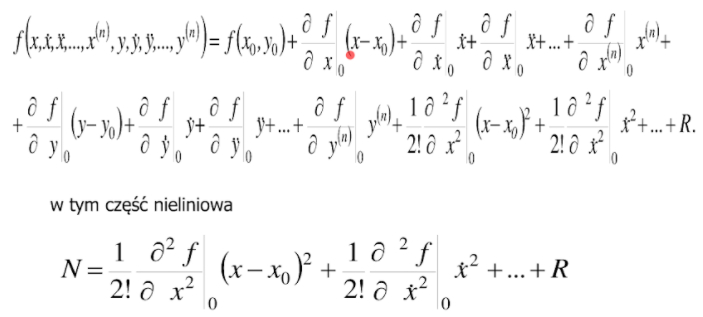 f(x,ẋ,ẍ,...,x⁽ⁿ⁾,y,ẏ,ÿ,...,y⁽ⁿ⁾)= f(x₀,y₀)+ ∂ f/∂ x|₀ (x−x₀)+ ∂ f/∂ ẋ|₀ ẋ+ ∂ f/∂ ẍ|₀ ẍ+...+ ∂ f/∂ x⁽ⁿ⁾|₀ x⁽ⁿ⁾+
+ ∂ f/∂ y|₀ (y−y₀)+ ∂ f/∂ ẏ|₀ ẏ+ ∂ f/∂ ÿ|₀ ÿ+...+ ∂ f/∂ y⁽ⁿ⁾|₀ y⁽ⁿ⁾+ 1/2! ∂ ²f/∂ x²|₀ (x−x₀)² + 1/2! ∂ ²f/∂ ẋ²|₀ ẋ²+...+ R.
w tym część nieliniowa
N = 1/2! ∂² f/∂ x²|₀ (x−x₀)² + 1/2! ∂ ² f/∂ ẋ²|₀ ẋ² +...+ R